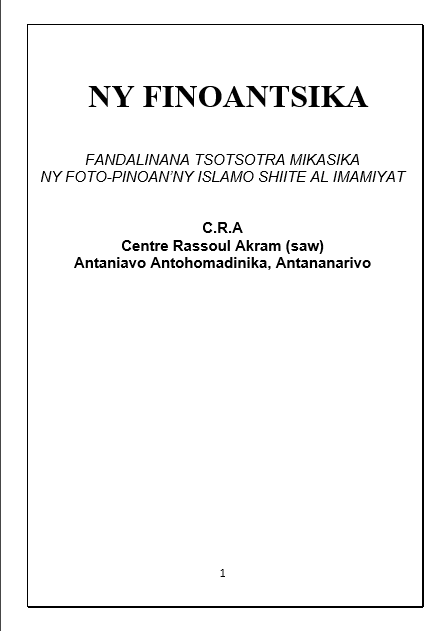 NY FINOANTSIKA
FANDALINANA TSOTSOTRA MIKASIKA
NY FOTO-PINOAN’NY ISLAMO SHIITE AL IMAMIYAT
C.R.A
Centre Rassoul Akram (saw)
Antaniavo Antohomadinika, Antananarivo
1